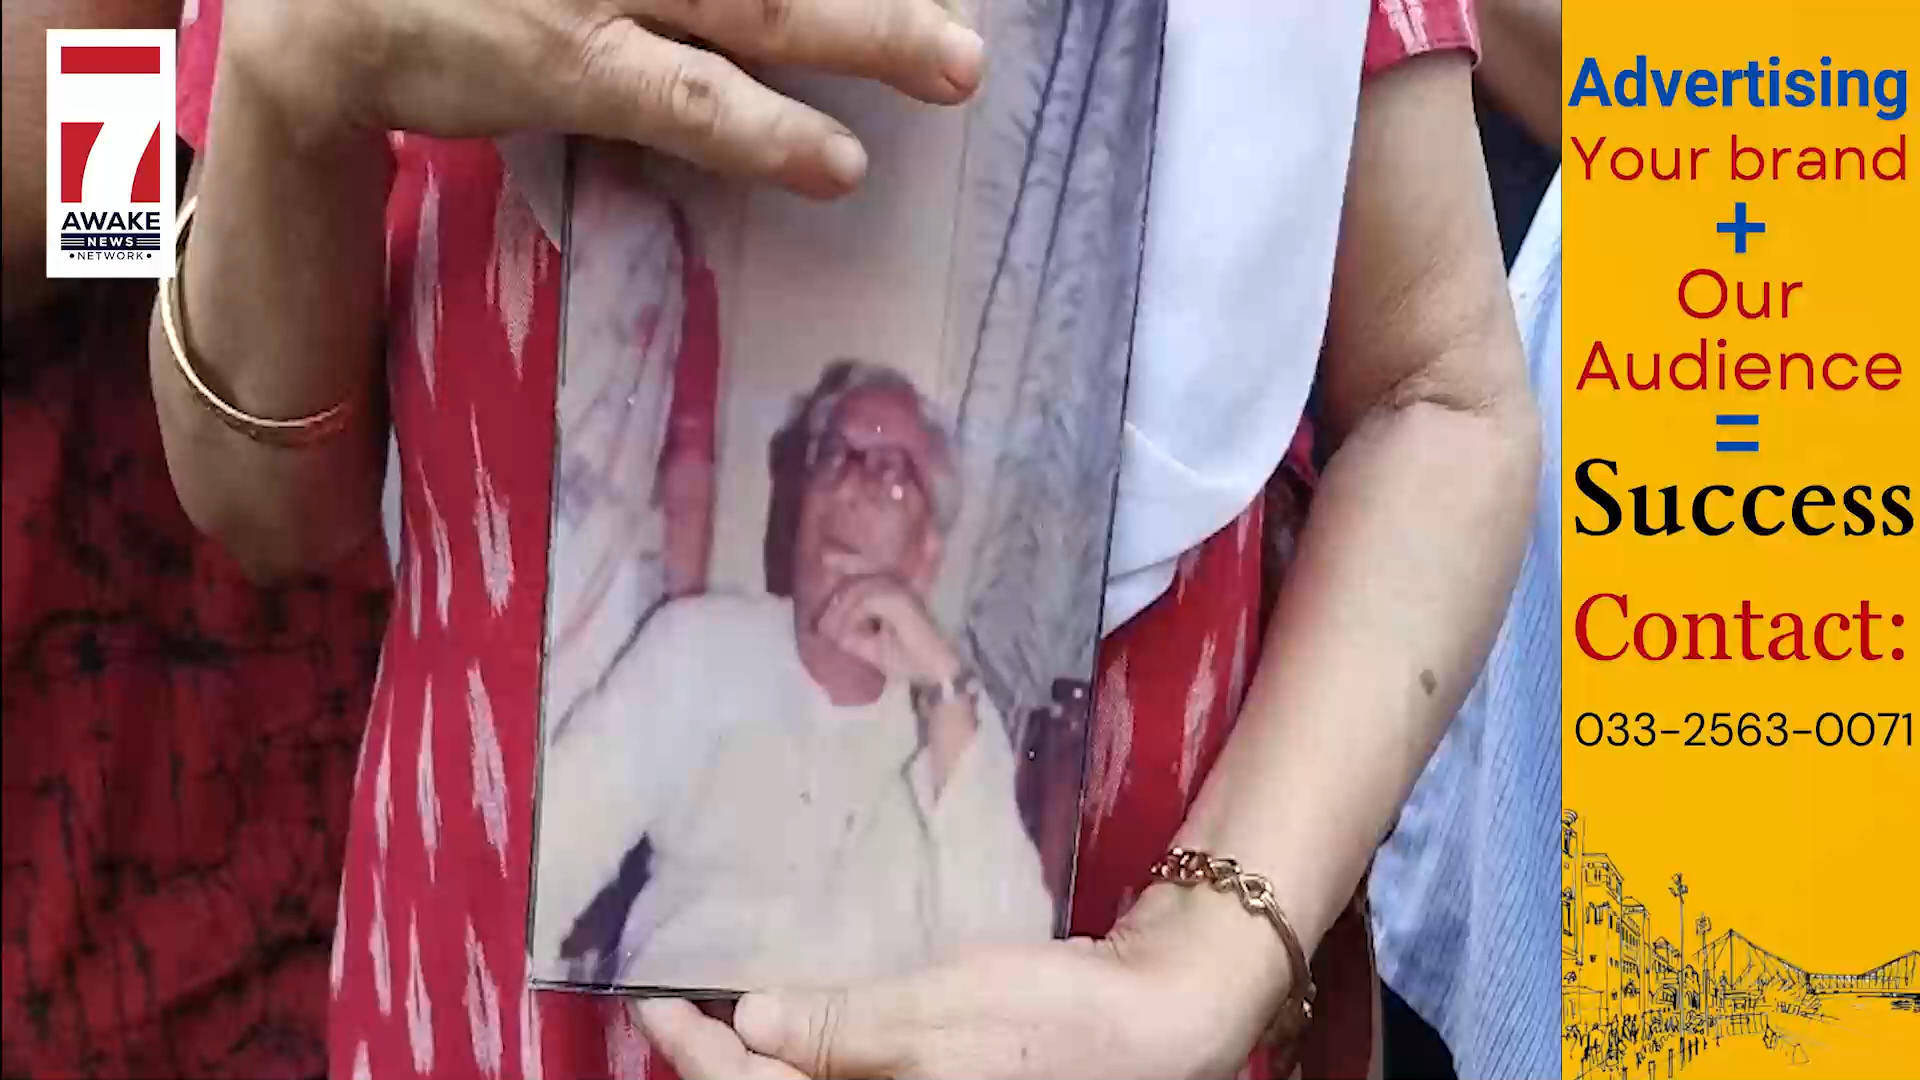 7
AWAKE
NEWS
•NETWORK•
Advertising
Your brand
+
Our
Audience
=
Success
Contact:
033-2563-0071